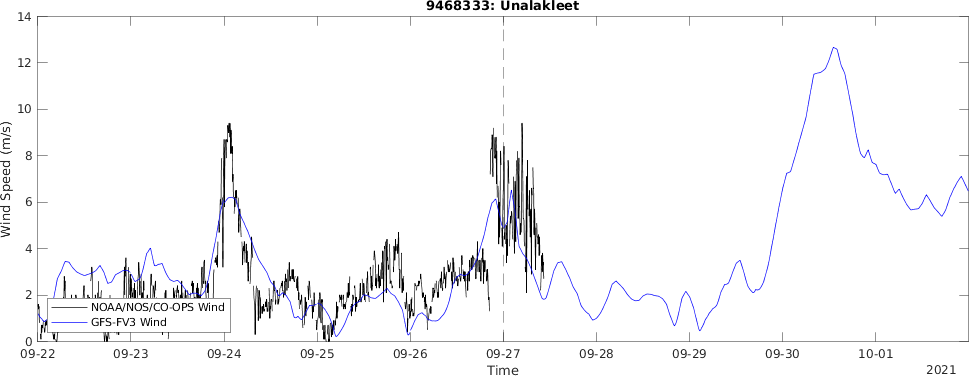 9468333: Unalakleet
14
12
10
8
6
4
2
0
Wind Speed (m/s)
NOAA/NOS/CO-OPS Wind
GFS-FV3 Wind
09-22 09-23 09-24 09-25 09-26 09-27 09-28 09-29 09-30 10-01
Time
2021